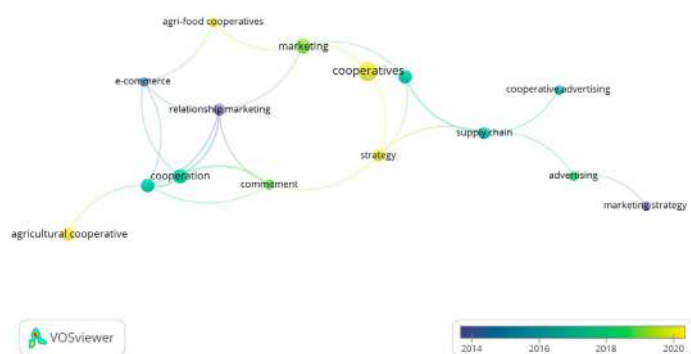 agri-food cooperatives
marketing
cooperatives
e-commerce
cooperative advertising
relationship marketing
supply chain
strategy
cooperation
commitment
advertising
marketing strategy
agricultural cooperative
VOSviewer
2014 2016 2018 2020